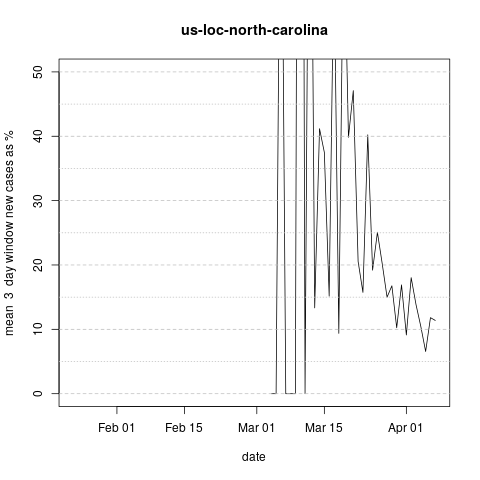 us-loc-north-carolina
mean 3 day window new cases as %
50
40
30
20
10
0
Feb 01 Feb 15 Mar 01 Mar 15 Apr 01
date